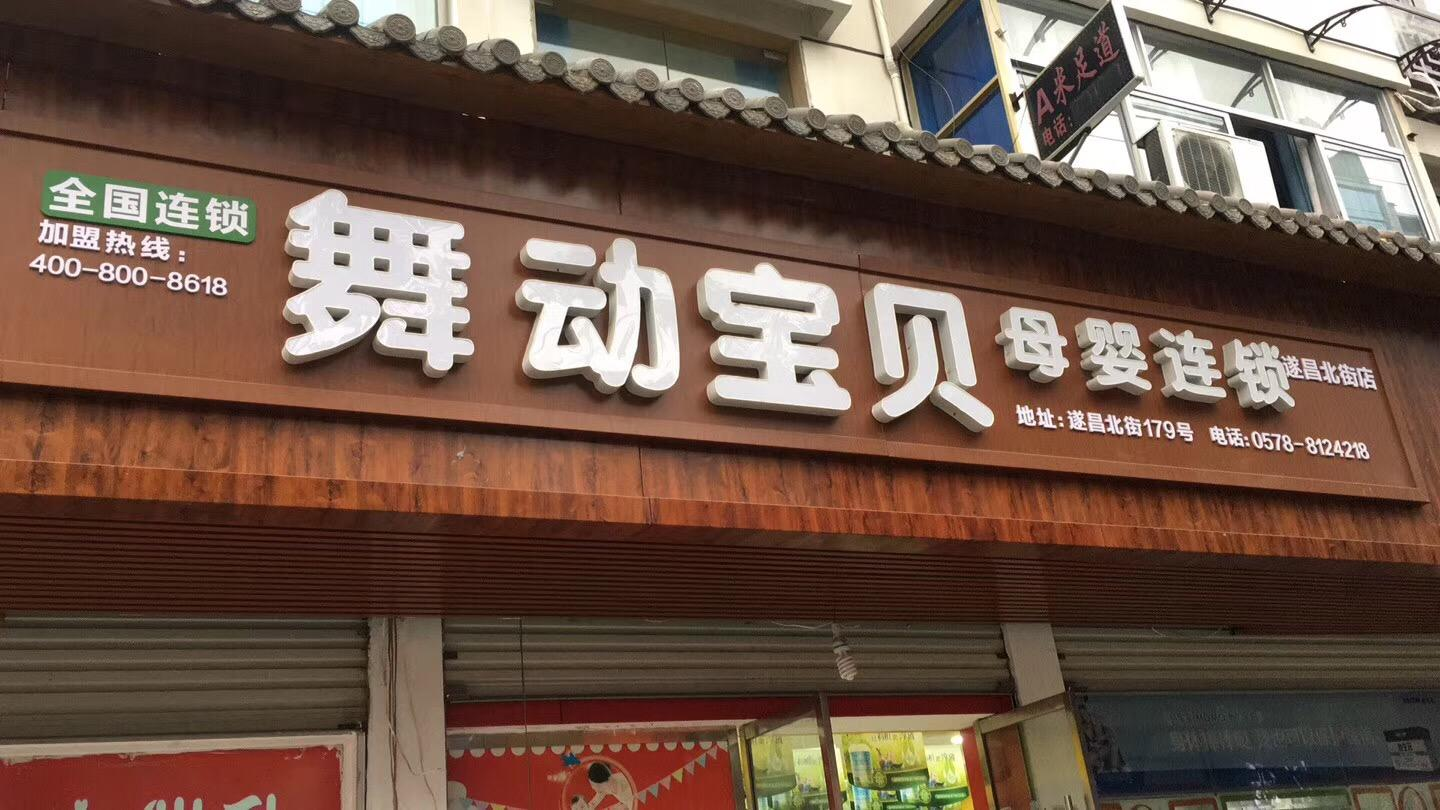 全国连锁
加盟热线：
400-800-8618
舞动宝贝母婴连锁
遂昌北街店
地址：遂昌北街179号 电话：0578-8124218
A米足道
电话：